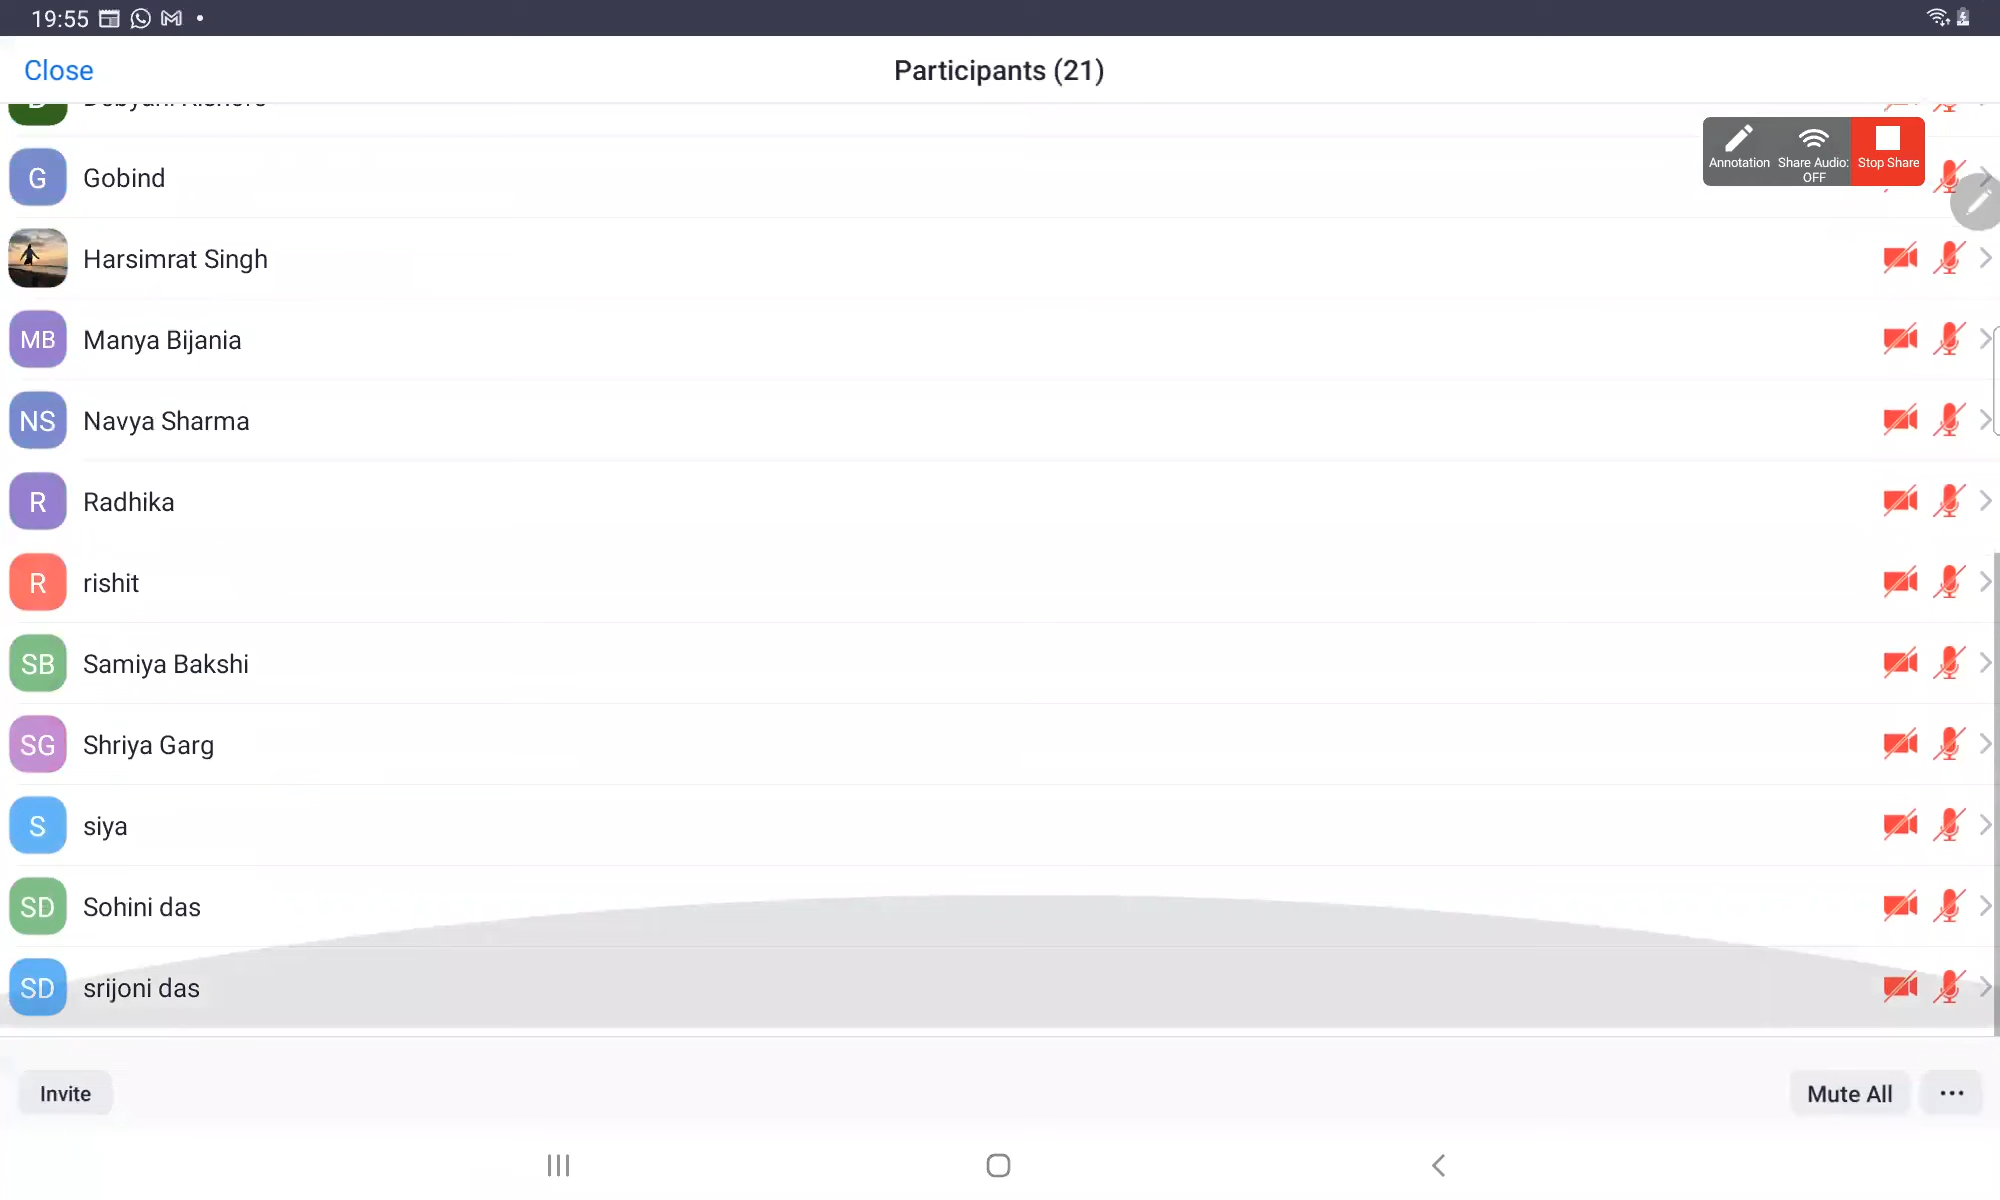 19:55
Close
Participants (21)
Annotation
Share Audio: OFF
Stop Share
G
Gobind
Harsimrat Singh
MB
Manya Bijania
NS
Navya Sharma
R
Radhika
R
rishit
SB
Samiya Bakshi
SG
Shriya Garg
S
siya
SD
Sohini das
SD
srijoni das
Invite
Mute All